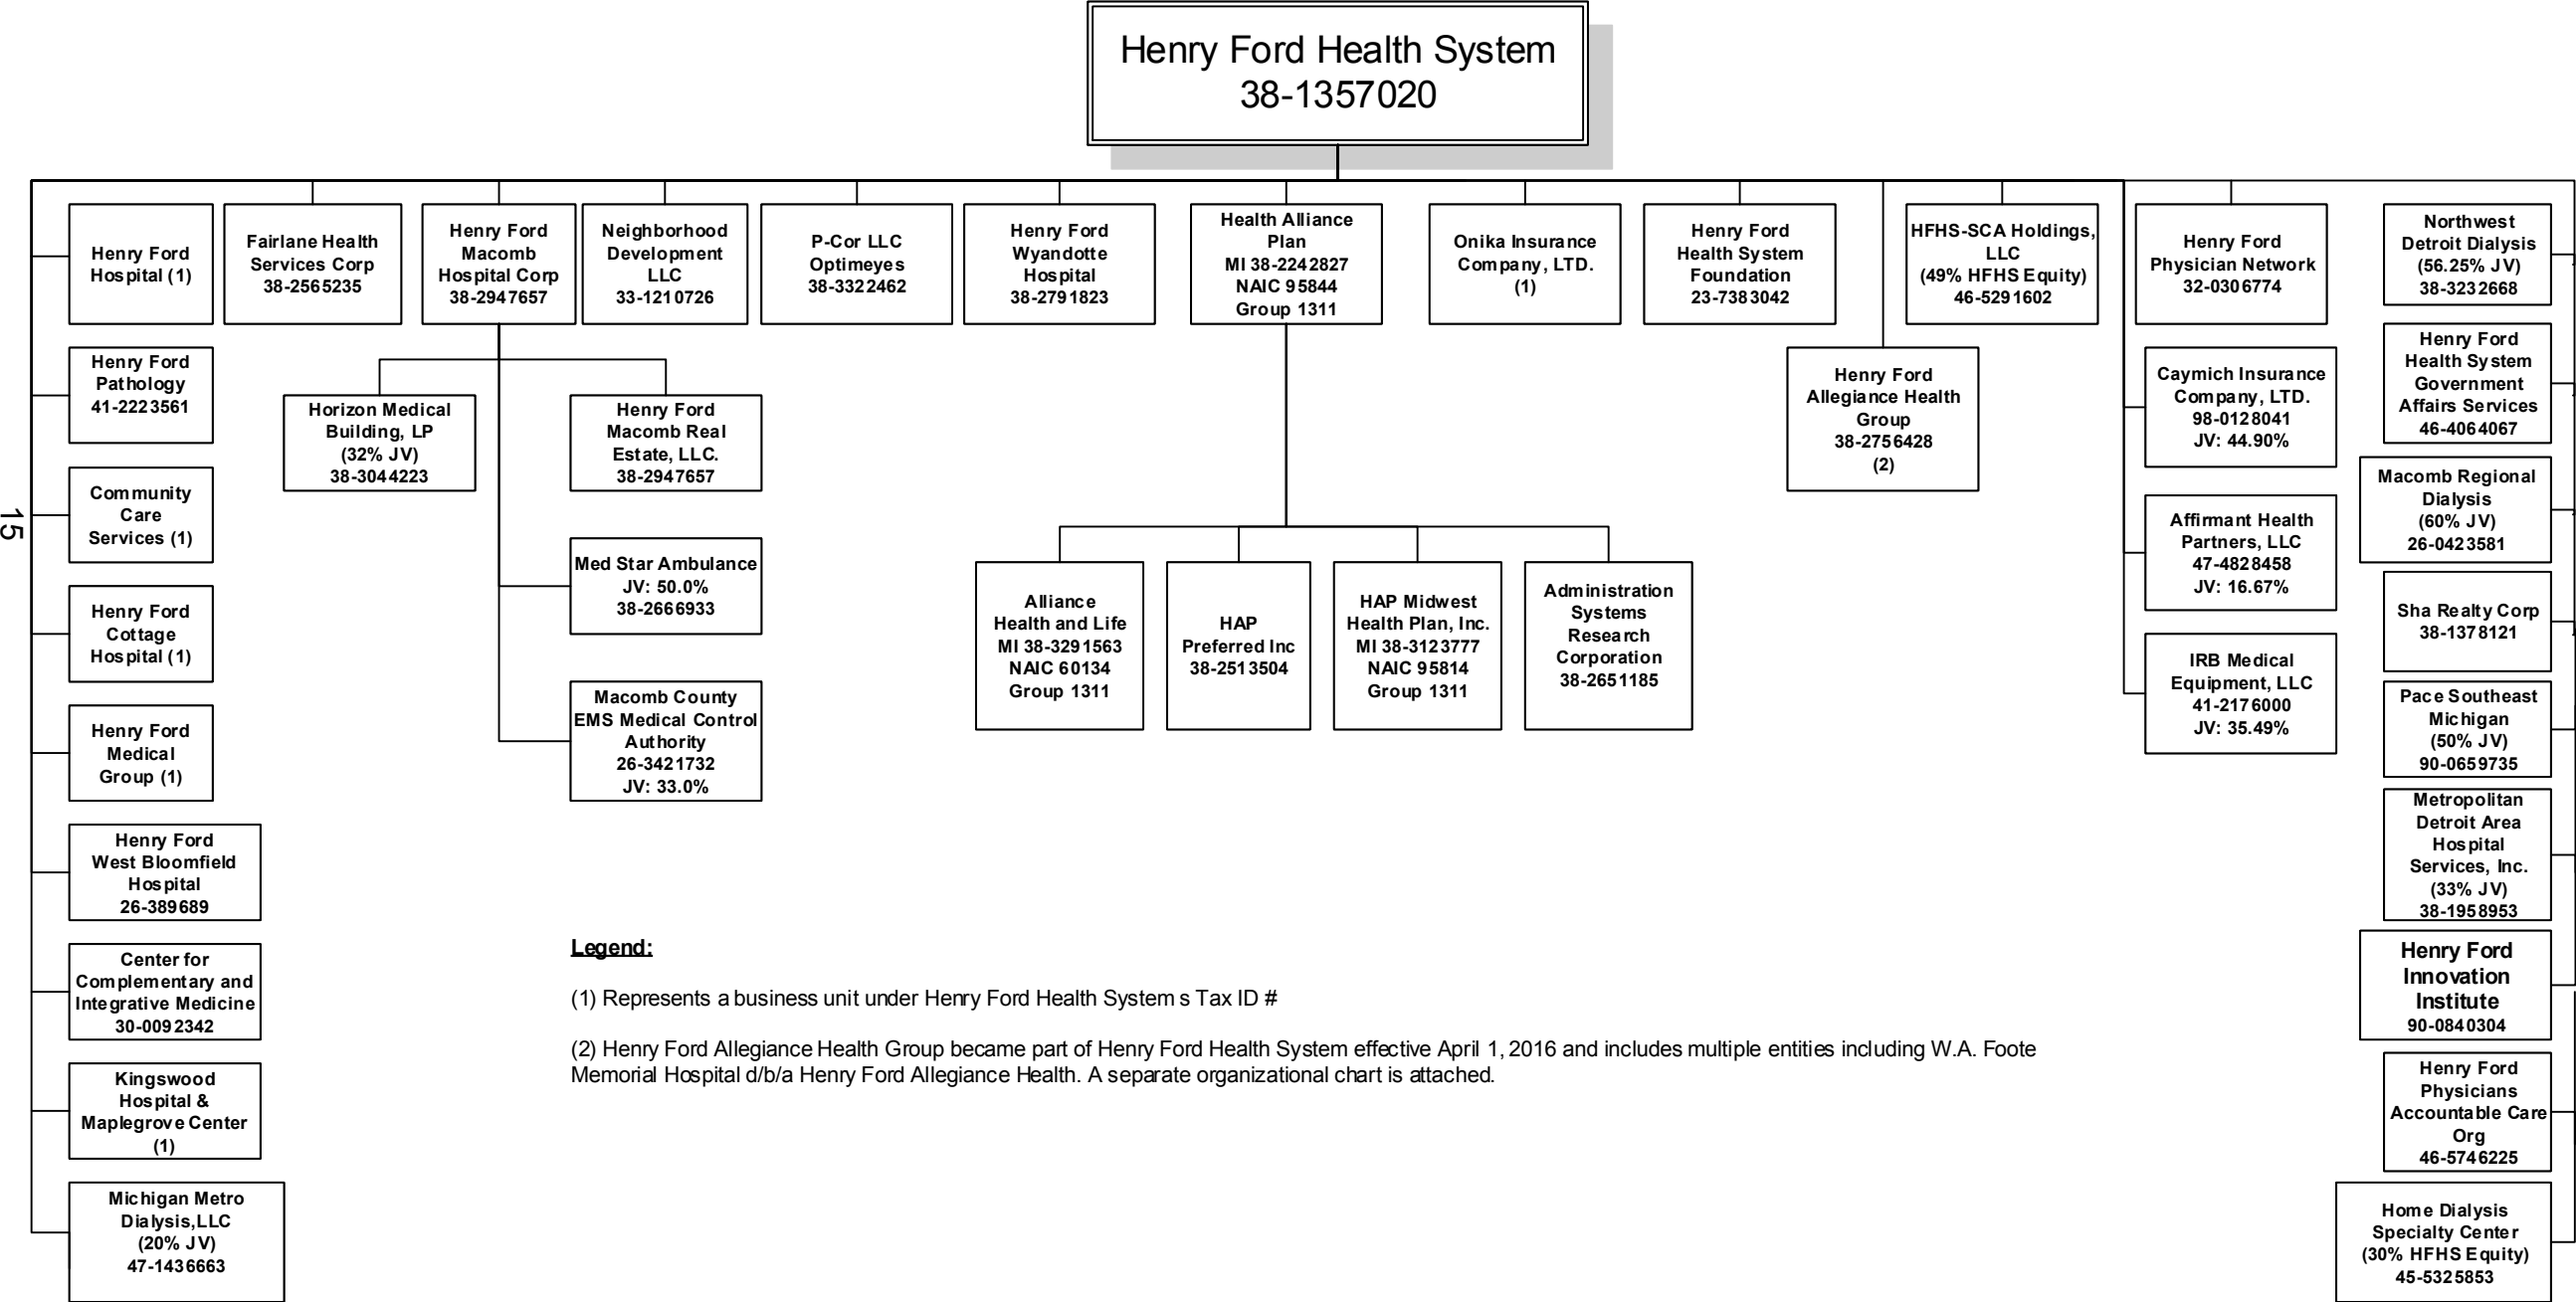 Henry Ford Health System
38-1357020
Henry Ford
Hospital (1)
Fairlane Health
Services Corp
38-2565235
Henry Ford
Macomb
Hospital Corp
38-2947657
Neighborhood
Development
LLC
33-1210726
P-Cor LLC
Optimeyes
38-3322462
Henry Ford
Wyandotte
Hospital
38-2791823
Health Alliance
Plan
MI 38-2242827
NAIC 95844
Group 1311
Onika Insurance
Company, LTD.
(1)
Henry Ford
Health System
Foundation
23-7383042
HFHS-SCA Holdings,
LLC
(49% HFHS Equity)
46-5291602
Henry Ford
Physician Network
32-0306774
Northwest
Detroit Dialysis
(56.25% JV)
38-3232668
Henry Ford
Pathology
41-2223561
Horizon Medical
Building, LP
(32% JV)
38-3044223
Henry Ford
Macomb Real
Estate, LLC.
38-2947657
Henry Ford
Allegiance Health
Group
38-2756428
(2)
Caymich Insurance
Company, LTD.
98-0128041
JV: 44.90%
Henry Ford
Health System
Government
Affairs Services
46-4064067
Community
Care
Services (1)
15
Med Star Ambulance
JV: 50.0%
38-2666933
Affirmant Health
Partners, LLC
47-4828458
JV: 16.67%
Macomb Regional
Dialysis
(60% JV)
26-0423581
Henry Ford
Cottage
Hospital (1)
Alliance
Health and Life
MI 38-3291563
NAIC 60134
Group 1311
HAP
Preferred Inc
38-2513504
HAP Midwest
Health Plan, Inc.
MI 38-3123777
NAIC 95814
Group 1311
Administration
Systems
Research
Corporation
38-2651185
Sha Realty Corp
38-1378121
Henry Ford
Medical
Group (1)
Macomb County
EMS Medical Control
Authority
26-3421732
JV: 33.0%
IRB Medical
Equipment, LLC
41-2176000
JV: 35.49%
Pace Southeast
Michigan
(50% JV)
90-0659735
Henry Ford
West Bloomfield
Hospital
26-389689
Metropolitan
Detroit Area
Hospital
Services, Inc.
(33% JV)
38-1958953
Center for
Complementary and
Integrative Medicine
30-0092342
Henry Ford
Innovation
Institute
90-0840304
Kingswood
Hospital &
Maplegrove Center
(1)
Henry Ford
Physicians
Accountable Care
Org
46-5746225
Michigan Metro
Dialysis,LLC
(20% JV)
47-1436663
Home Dialysis
Specialty Center
(30% HFHS Equity)
45-5325853
Legend:
(1) Represents a business unit under Henry Ford Health System s Tax ID #
(2) Henry Ford Allegiance Health Group became part of Henry Ford Health System effective April 1, 2016 and includes multiple entities including W.A. Foote
Memorial Hospital d/b/a Henry Ford Allegiance Health. A separate organizational chart is attached.